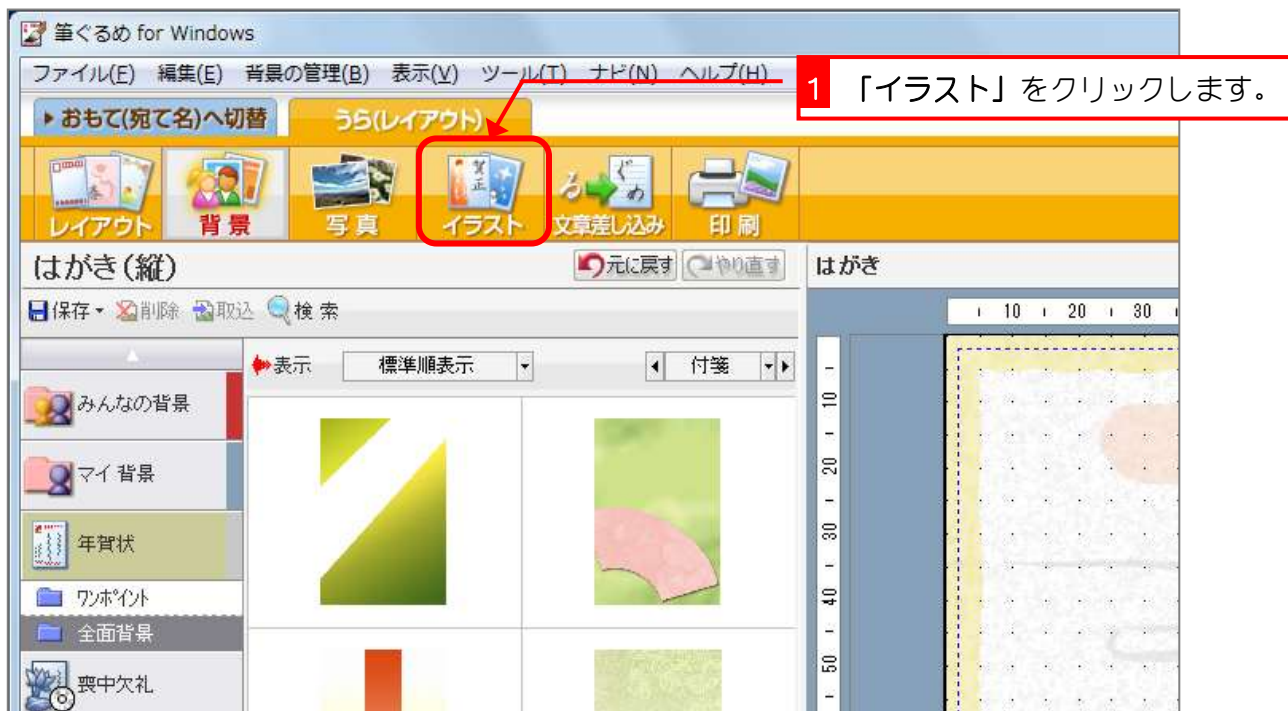 筆ぐるめ for Windows
ファイル(F) 編集(E) 背景の管理(B) 表示(V) ツール(T) ナビ(N) ヘルプ(H)
1 「イラスト」をクリックします。
おもて(宛て名)へ切替 うら(レイアウト)
レイアウト 背景 写真 イラスト 文章差し込み 印刷
はがき(縦) 元に戻す やり直す はがき
保存 削除 取込 検索
10 20 30
表示 標準順表示 付箋
みんなの背景
マイ 背景
年賀状
ワンポイント
全面背景
喪中欠礼
10
20
30
40
50